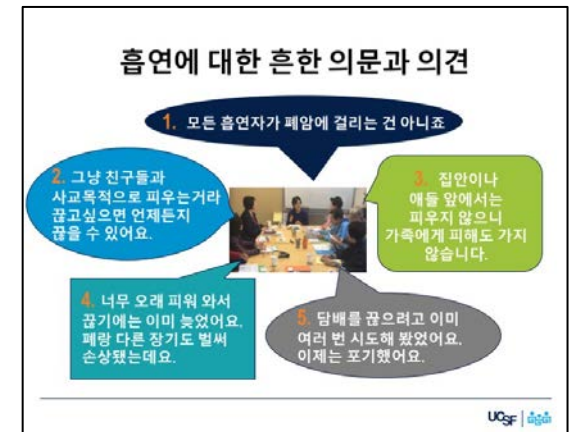 흡연에 대한 흔한 의문과 의견
1. 모든 흡연자가 폐암에 걸리는 건 아니죠
2. 그냥 친구들과
사교목적으로 피우는거라
끊고싶으면 언제든지
끊을 수 있어요.
3. 집안이나
애들 앞에서는
피우지 않으니
가족에게 피해도 가지
않습니다.
4. 너무 오래 피워 와서
끊기에는 이미 늦었어요.
폐랑 다른 장기도 벌써
손상됐는데요.
5. 담배를 끊으려고 이미
여러 번 시도해 봤었어요.
이제는 포기했어요.
UCSF